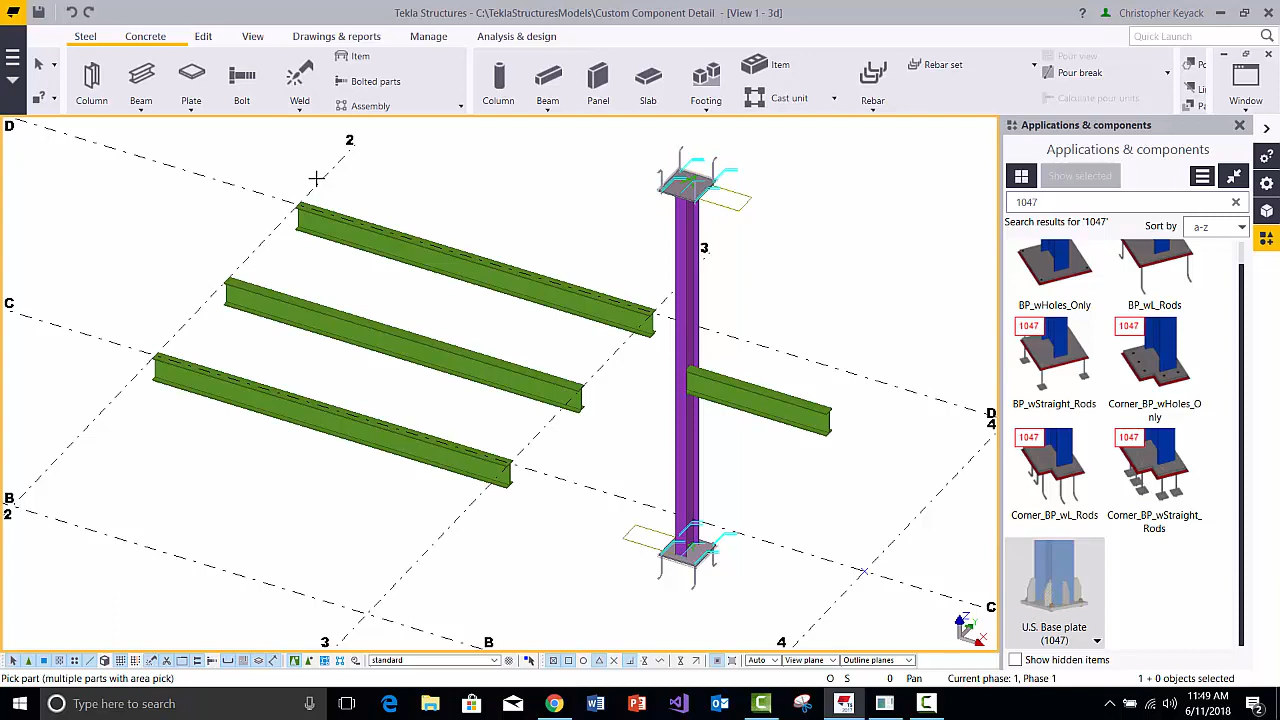 Tekla Structures - C:\TeklaStructuresModels\Custom Component Detail - [View 1 - 3d]
? Christopher Keyack
Steel Concrete Edit View Drawings & reports Manage Analysis & design
Quick Launch
Column Beam Plate Bolt Weld
Item
Bolted parts
Assembly
Column Beam Panel Slab Footing
Item
Cast unit
Rebar
Rebar set
Pour view
Pour break
Calculate pour units
Window
D
2
3
C
B
2
D
4
C
3
B
4
Z
X
Applications & components
Applications & components
Show selected
1047
Search results for '1047'
Sort by
a-z
BP_wHoles_Only
BP_wL_Rods
1047
1047
BP_wStraight_Rods
Corner_BP_wHoles_O
nly
1047
1047
Corner_BP_wL_Rods
Corner_BP_wStraight_
Rods
U.S. Base plate
(1047)
Show hidden items
standard
Auto
View plane
Outline planes
Pick part (multiple parts with area pick)
O S 0 Pan
Current phase: 1, Phase 1
1 + 0 objects selected
Type here to search
11:49 AM
6/11/2018